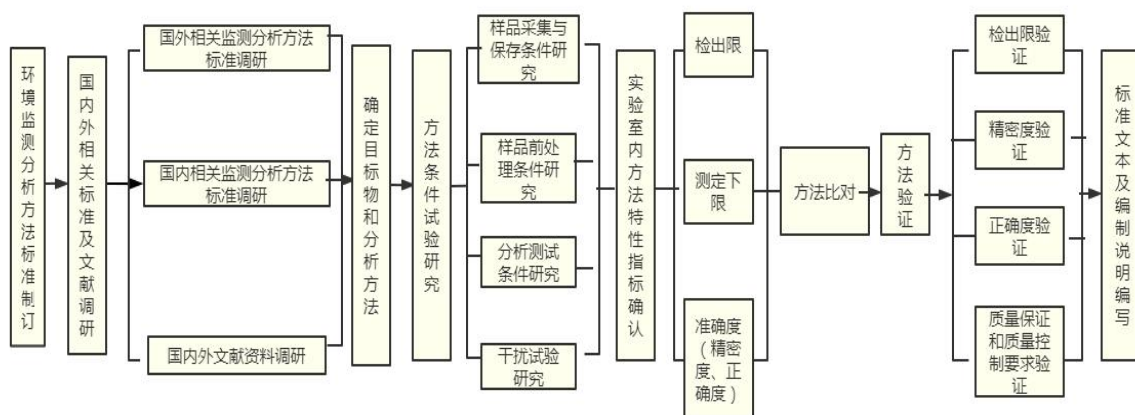 环境监测分析方法标准制订
国内外相关标准及文献调研
国外相关监测分析方法
标准调研
国内相关监测分析方法
标准调研
国内外文献资料调研
确定目标物和分析方法
方法条件试验研究
样品采集与
保存条件研
究
样品前处
理条件研
究
分析测试
条件研究
干扰试验
研究
实验室内方法特性指标确认
检出限
测定下
限
准确度
（精密
度、正
确度）
方法比对
方法验证
检出限验
证
精密度验
证
正确度验
证
质量保证
和质量控
制要求验
证
标准文本及编制说明编写